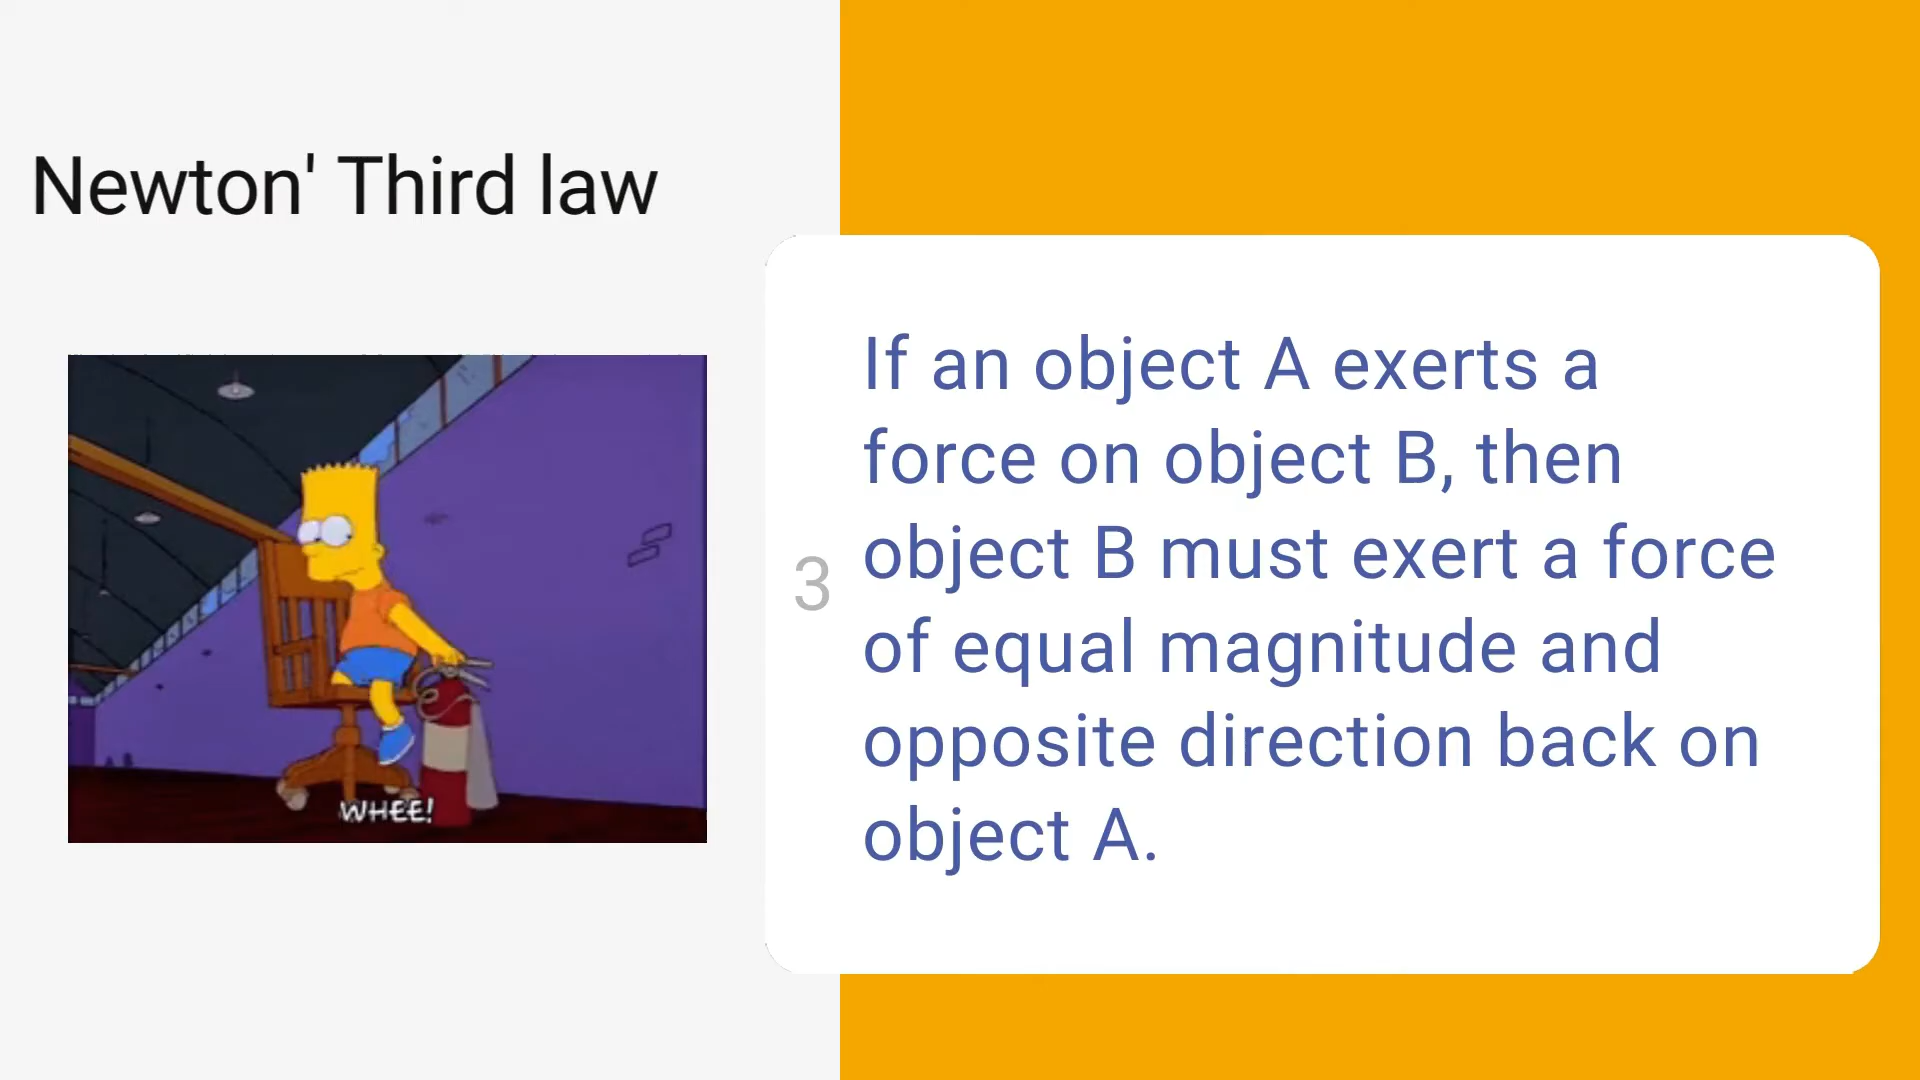 Newton' Third law
WHEE!
3
If an object A exerts a
force on object B, then
object B must exert a force
of equal magnitude and
opposite direction back on
object A.